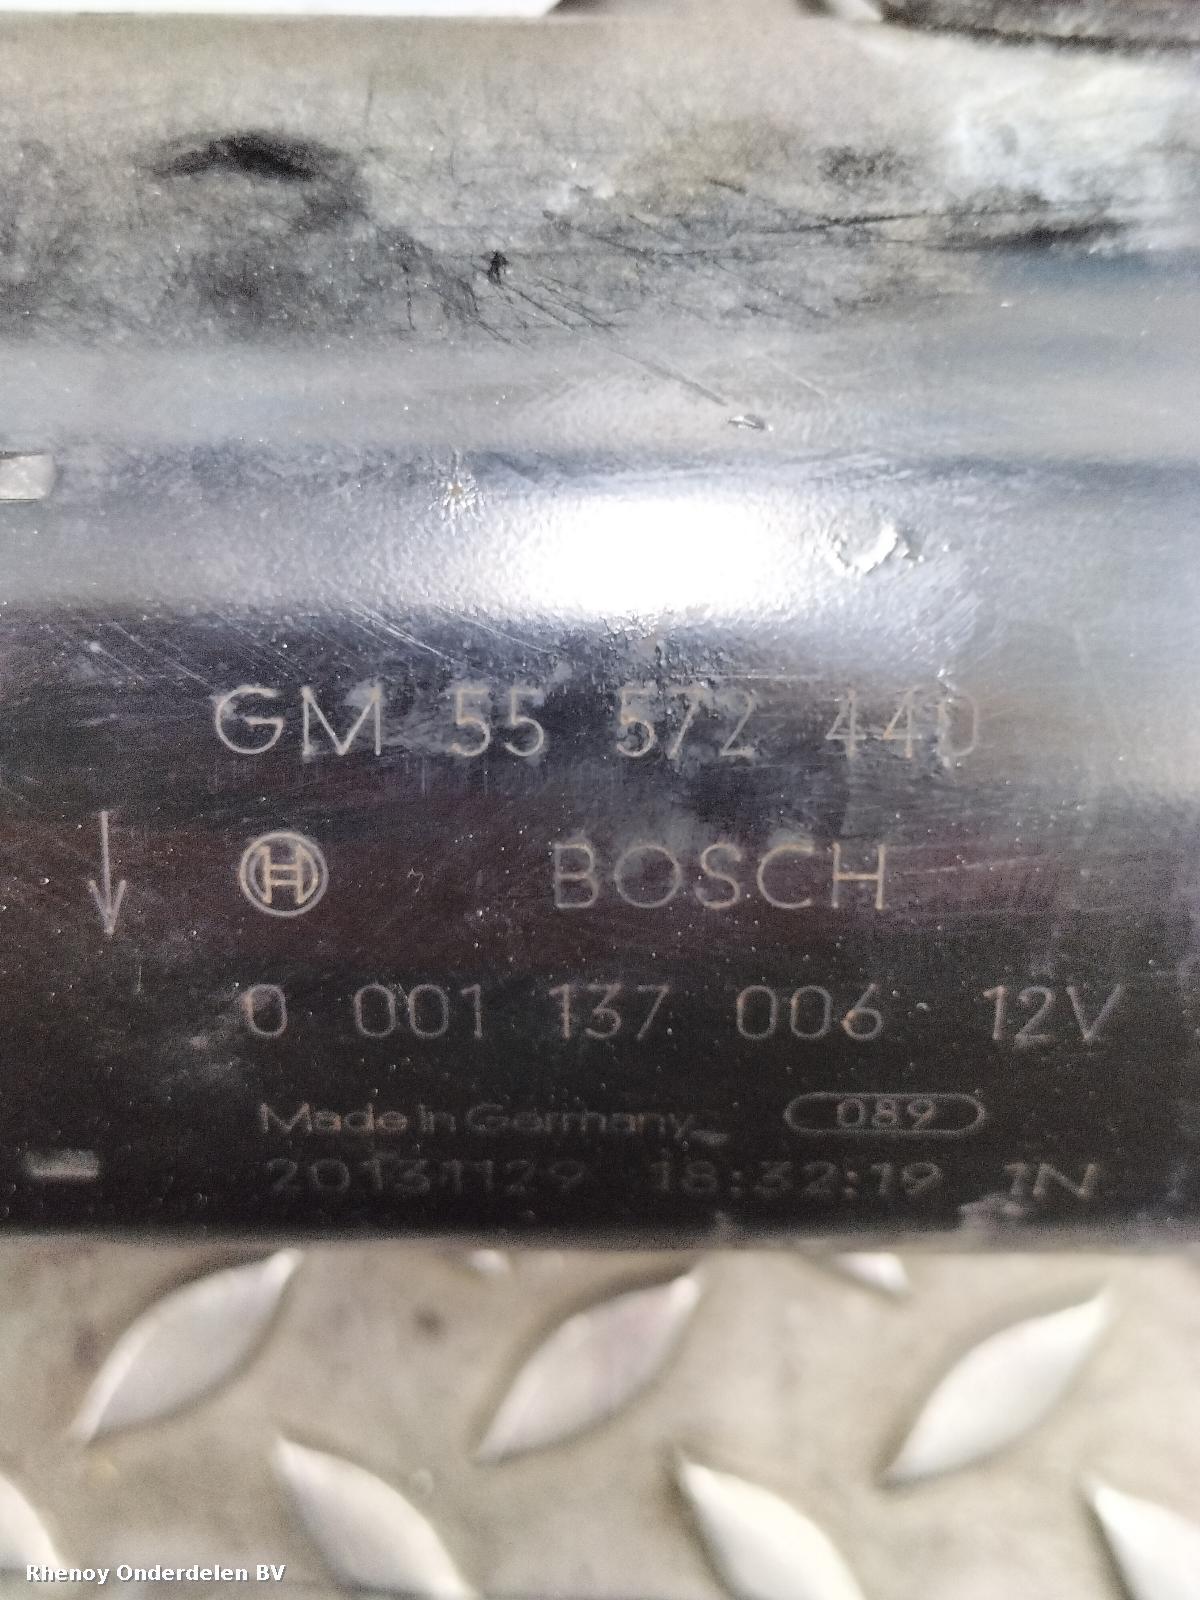 GM 55 572 440
BOSCH
0 001 137 006 12V
Made in Germany 089
20131129 18:32:19 1N
Rhenoy Onderdelen BV